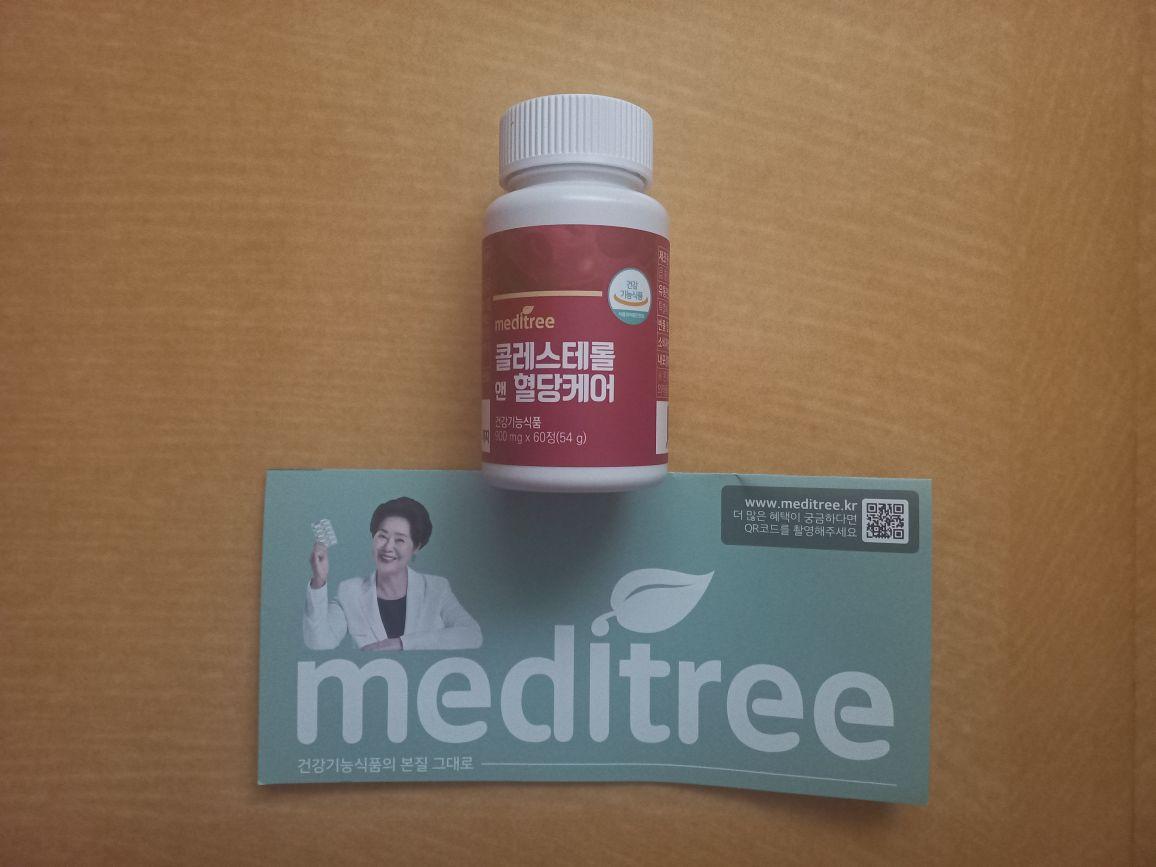 건강
기능식품
meditree
콜레스테롤
앤 혈당케어
건강기능식품
900 mg x 60정(54 g)
www.meditree.kr
더 많은 혜택이 궁금하다면
QR코드를 촬영해주세요
meditree
건강기능식품의 본질 그대로